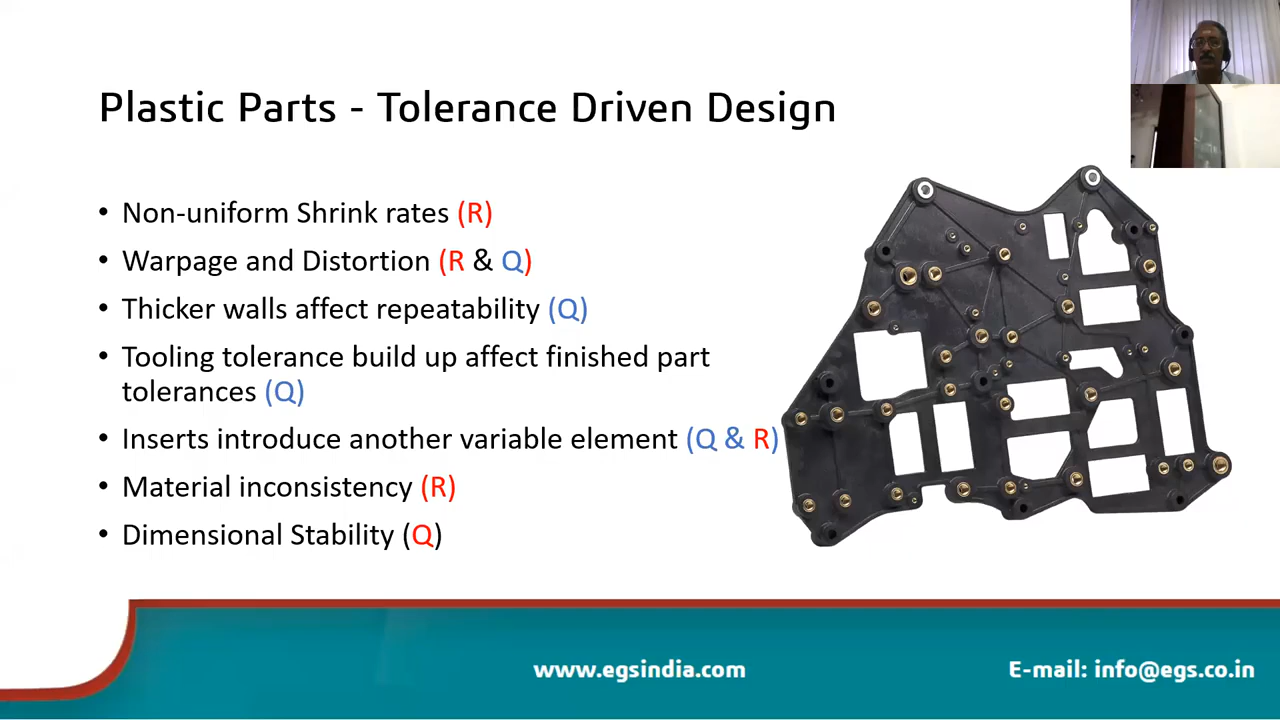 Plastic Parts - Tolerance Driven Design
• Non-uniform Shrink rates (R)
• Warpage and Distortion (R & Q)
• Thicker walls affect repeatability (Q)
• Tooling tolerance build up affect finished part
tolerances (Q)
• Inserts introduce another variable element (Q & R)
• Material inconsistency (R)
• Dimensional Stability (Q)
www.egsindia.com
E-mail: info@egs.co.in